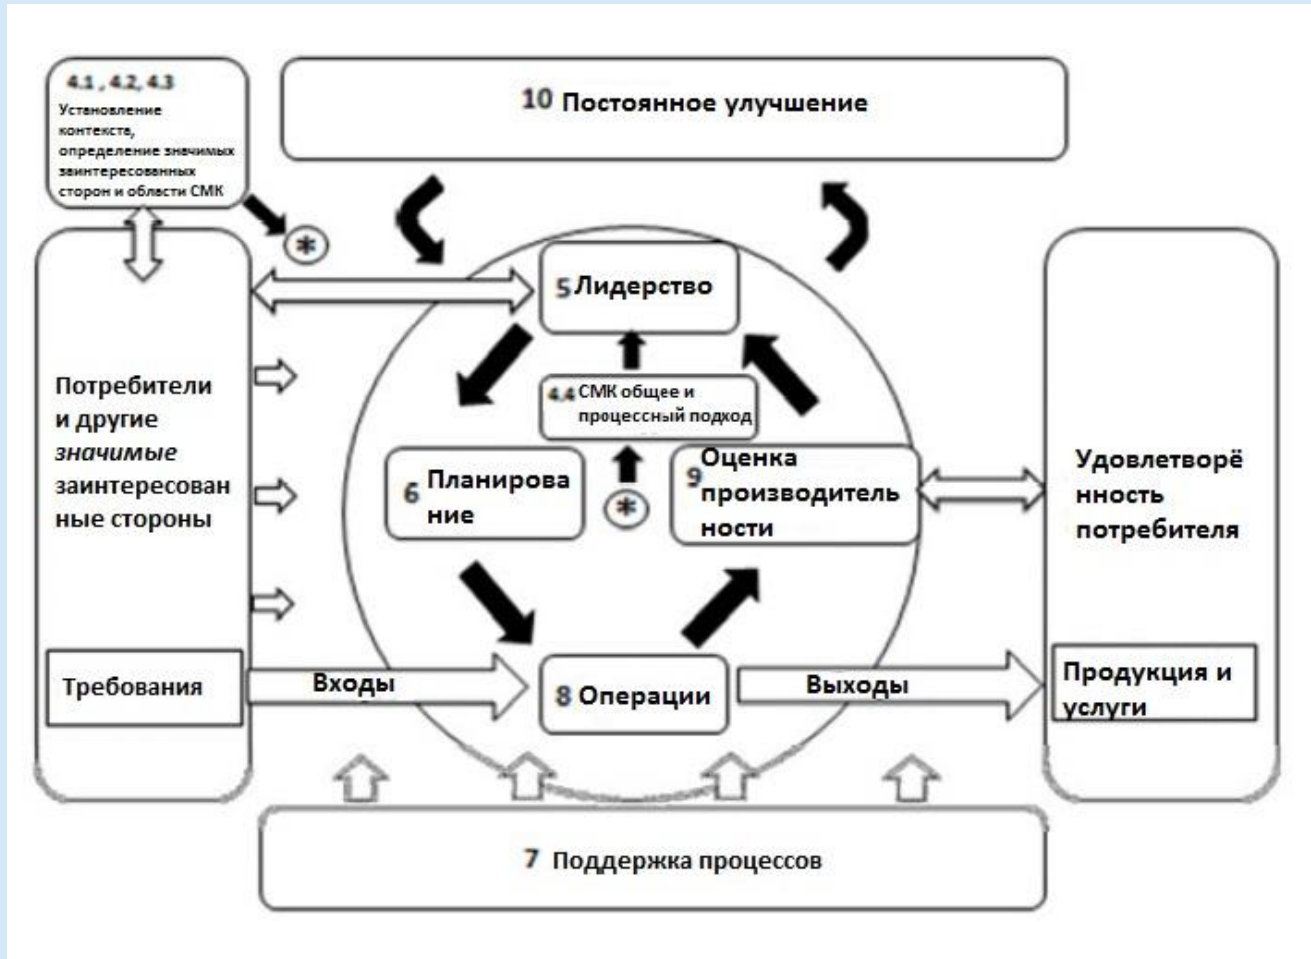 4.1 , 4.2, 4.3
Установление
контекста,
определение значимых
заинтересованных
сторон и области СМК
10 Постоянное улучшение
*
5 Лидерство
Потребители
и другие
значимые
заинтересован
ные стороны
4.4 СМК общее и
процессный подход
6 Планирова
ние
*
9 Оценка
производитель
ности
Удовлетворё
нность
потребителя
Требования
Входы
8 Операции
Выходы
Продукция и
услуги
7 Поддержка процессов